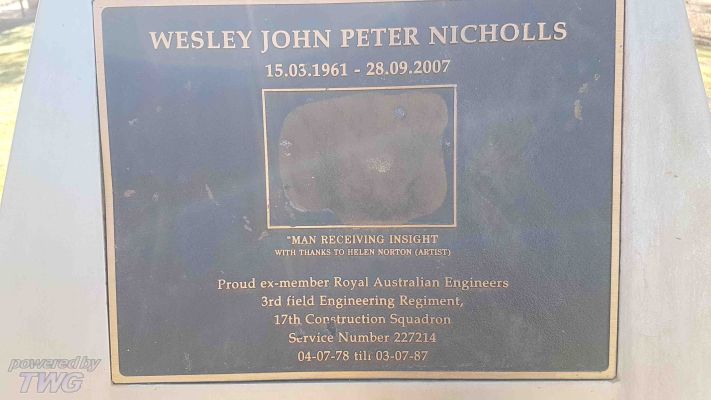 WESLEY JOHN PETER NICHOLLS
15.03.1961 - 28.09.2007
"MAN RECEIVING INSIGHT
WITH THANKS TO HELEN NORTON (ARTIST)
Proud ex-member Royal Australian Engineers
3rd field Engineering Regiment,
17th Construction Squadron
Service Number 227214
04-07-78 till 03-07-87
powered by
TWG